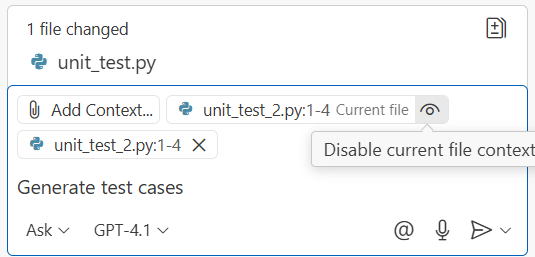 1 file changed
unit_test.py
Add Context... unit_test_2.py:1-4 Current file
unit_test_2.py:1-4
Disable current file context
Generate test cases
Ask GPT-4.1